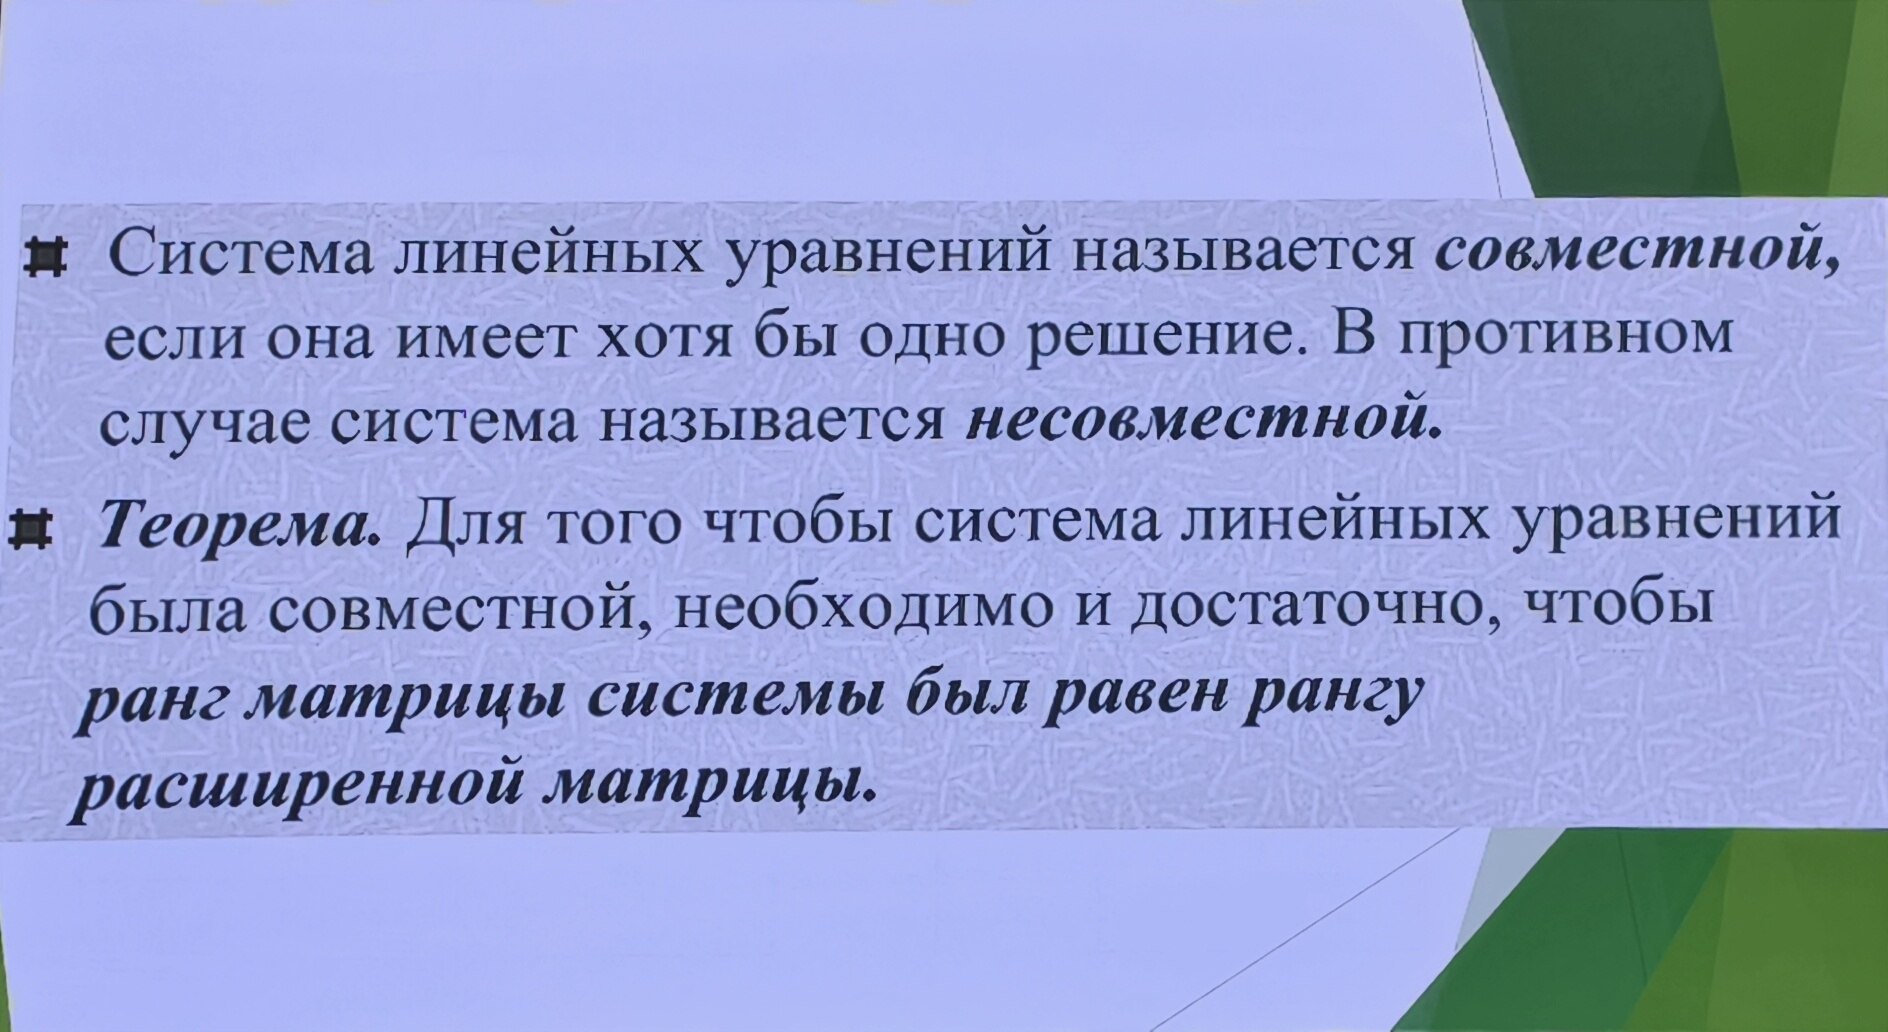 Система линейных уравнений называется совместной,
если она имеет хотя бы одно решение. В противном
случае система называется несовместной.
Теорема. Для того чтобы система линейных уравнений
была совместной, необходимо и достаточно, чтобы
ранг матрицы системы был равен рангу
расширенной матрицы.